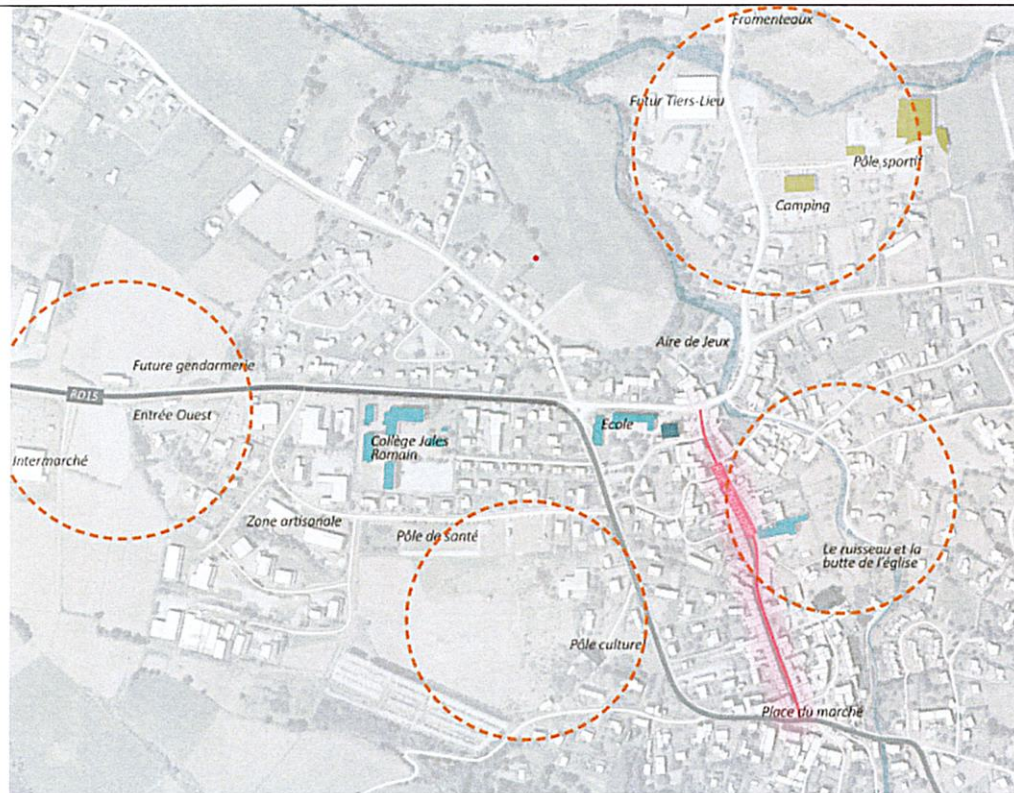 Fromenteaux
Futur Tiers-Lieu
Pôle sportif
Camping
Aire de Jeux
Future gendarmerie
RD15
Entrée Ouest
Ecole
Collège Jules
Romain
Intermarché
Zone artisanale
Pôle de Santé
Le ruisseau et la
butte de l'église
Pôle culture
Place du marché